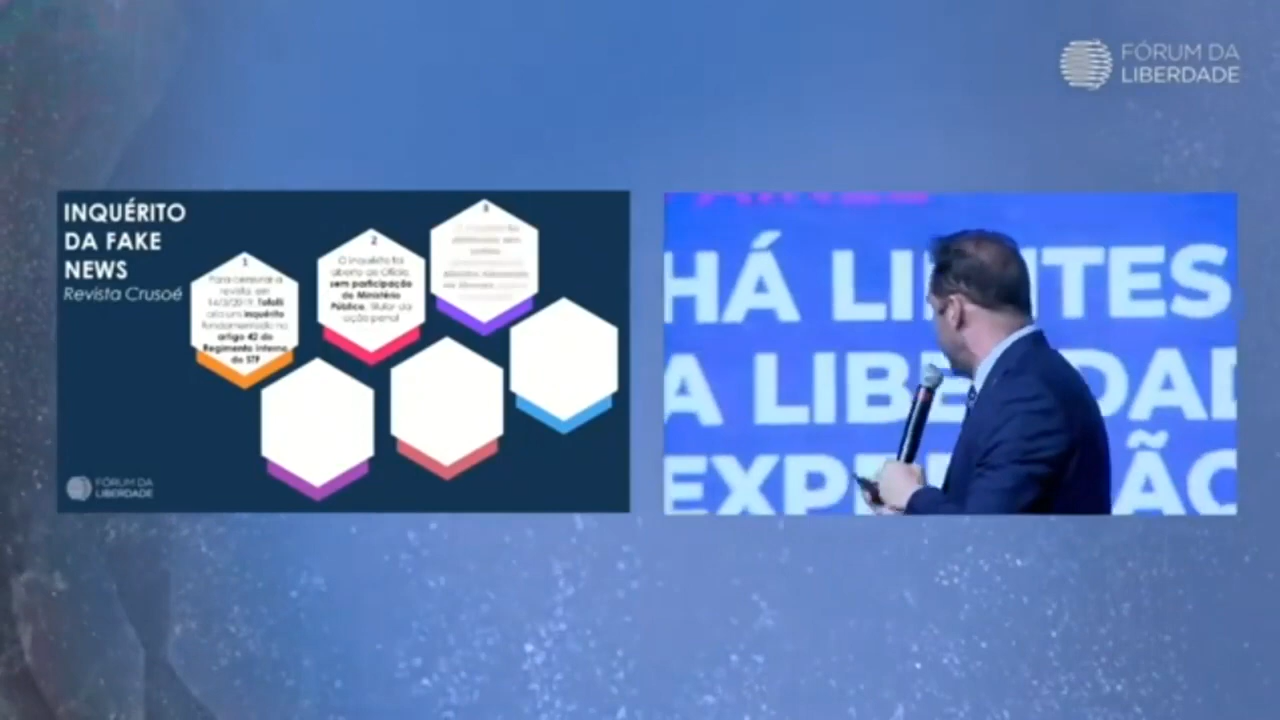 FÓRUM DA
LIBERDADE
INQUÉRITO
DA FAKE
NEWS
Revista Crusoé
1
Para censurar a
revista, em
14/3/2019, Toffoli
cria um inquérito
fundamentado no
artigo 43 do
Regimento Interno
do STF
2
O inquérito foi
aberto de Ofício,
sem participação
do Ministério
Público, titular da
ação penal
3
FÓRUM DA
LIBERDADE
HÁ LI TES
A LIBE DAD
EXP ÃO